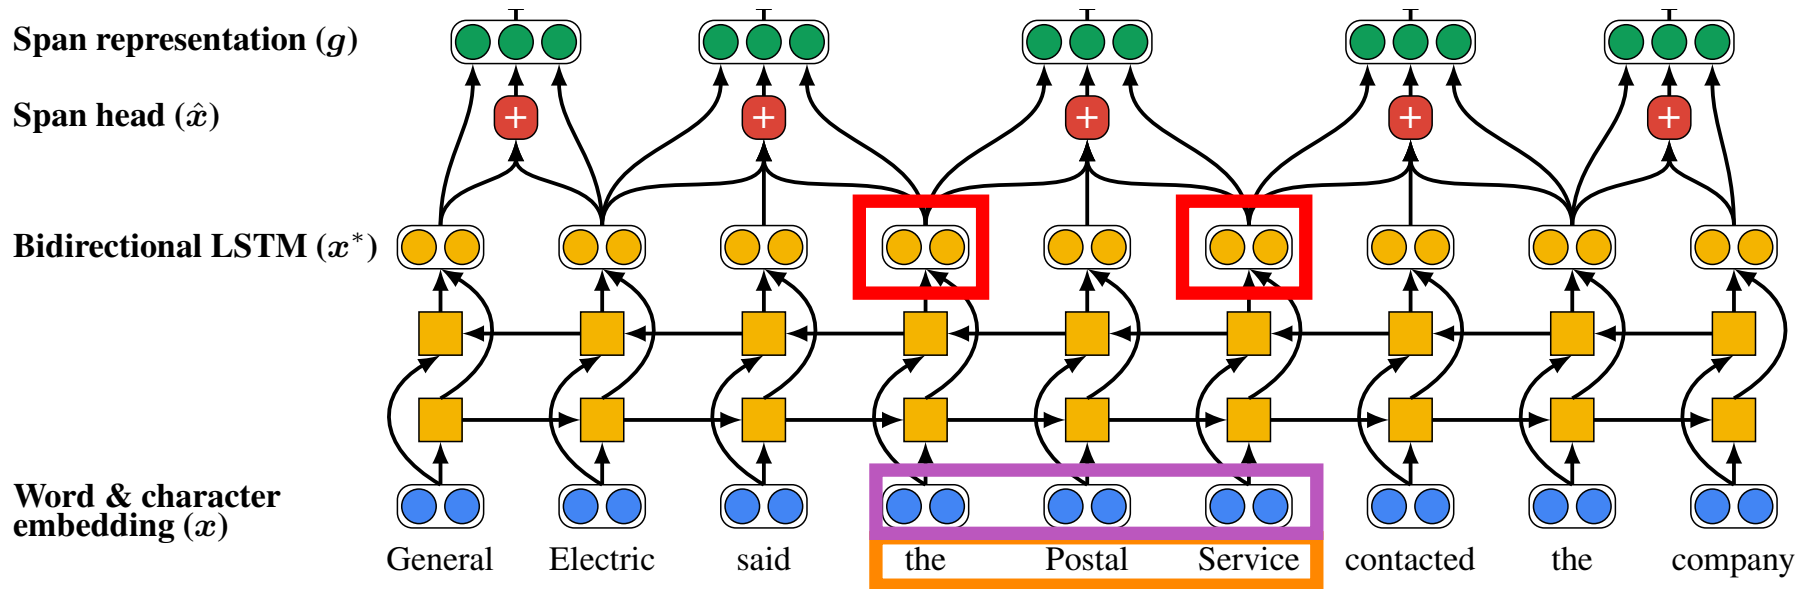 Span representation (g)
Span head (x̂)
+ + + + +
Bidirectional LSTM (x*)
Word & character
embedding (x)
General Electric said the Postal Service contacted the company